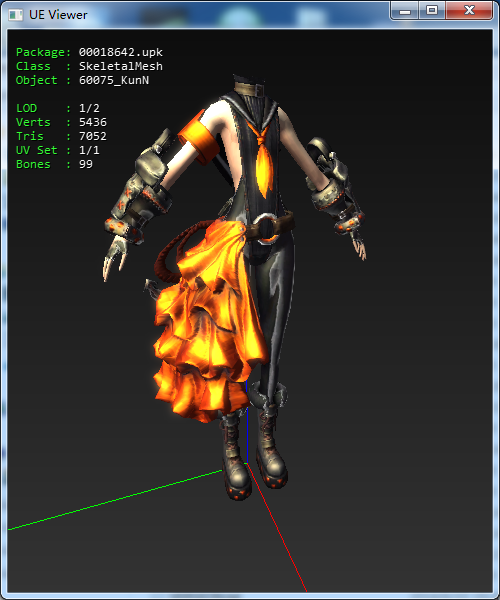 UE Viewer
Package: 00018642.upk
Class : SkeletalMesh
Object : 60075_KunN
LOD : 1/2
Verts : 5436
Tris : 7052
UV Set : 1/1
Bones : 99